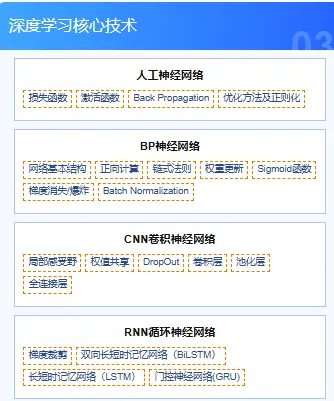 深度学习核心技术
03
人工神经网络
损失函数 激活函数 Back Propagation 优化方法及正则化
BP神经网络
网络基本结构 正向计算 链式法则 权重更新 Sigmoid函数
梯度消失/爆炸 Batch Normalization
CNN卷积神经网络
局部感受野 权值共享 DropOut 卷积层 池化层
全连接层
RNN循环神经网络
梯度裁剪 双向长短时记忆网络（BiLSTM）
长短时记忆网络（LSTM） 门控神经网络(GRU)